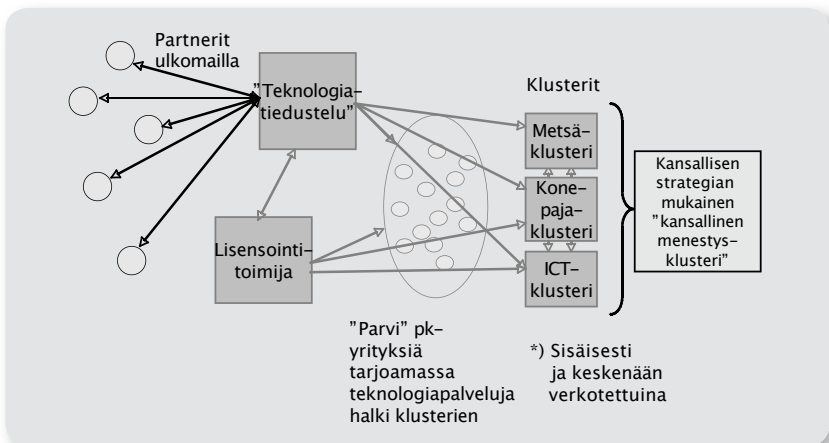 Partnerit
ulkomailla
”Teknologia-
tiedustelu”
Klusterit
Metsä-
klusteri
Kone-
paja-
klusteri
ICT-
klusteri
Kansallisen
strategian
mukainen
”kansallinen
menestys-
klusteri”
Lisensointi-
toimija
”Parvi” pk-
yrityksiä
tarjoamassa
teknologiapalveluja
halki klusterien
*) Sisäisesti
ja keskenään
verkotettuina